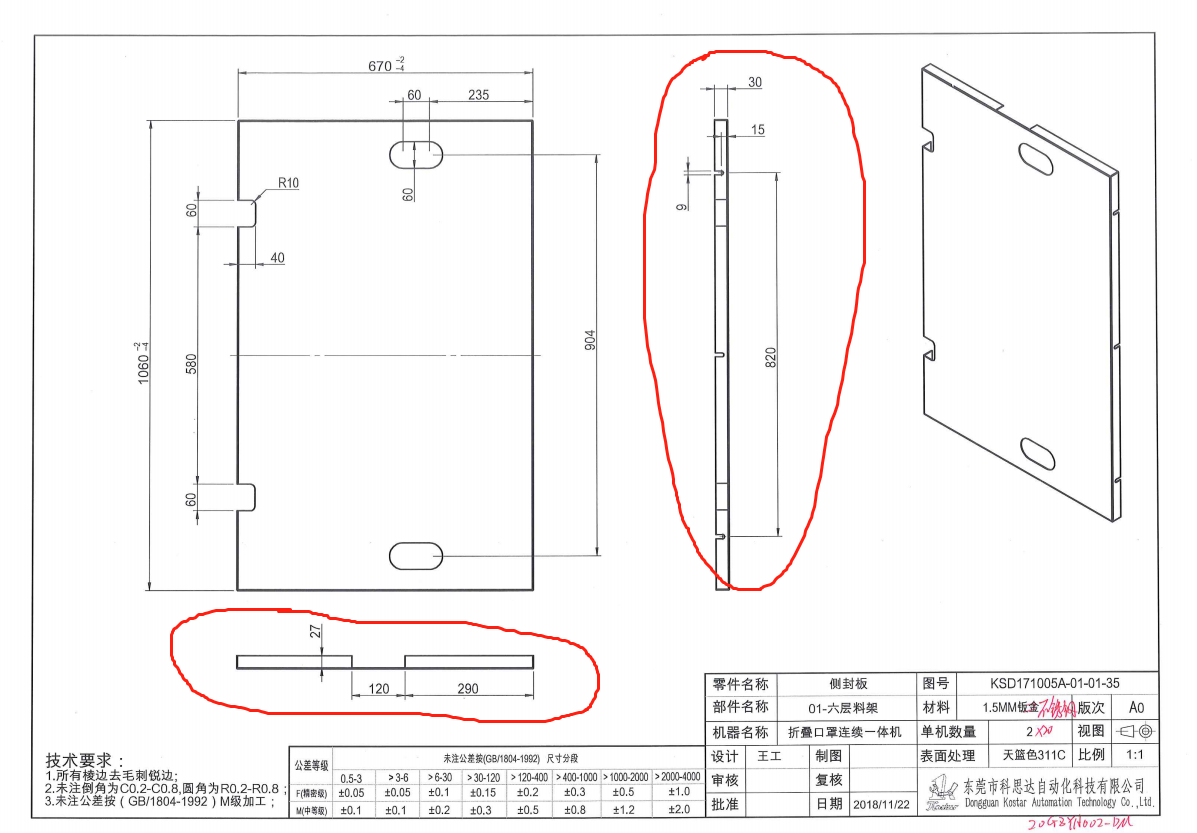 670 -2 -4
60
235
30
15
R10
60
60
9
40
1060 -2 -4
580
904
820
60
27
120
290
零件名称 侧封板 图号 KSD171005A-01-01-35
部件名称 01-六层料架 材料 1.5MM钣金 不锈钢 版次 A0
机器名称 折叠口罩连续一体机 单机数量 2 视图
设计 王工 制图 表面处理 天篮色311C 比例 1:1
审核 复核
批准 日期 2018/11/22
东莞市科思达自动化科技有限公司
Dongguan Kostar Automation Technology Co.,Ltd.
Kostar
技术要求：
1.所有棱边去毛刺锐边;
2.未注倒角为C0.2-C0.8,圆角为R0.2-R0.8；
3.未注公差按（GB/1804-1992）M级加工；
公差等级 未注公差按(GB/1804-1992) 尺寸分段
0.5-3 >3-6 >6-30 >30-120 >120-400 >400-1000 >1000-2000 >2000-4000
F(精密级) ±0.05 ±0.05 ±0.1 ±0.15 ±0.2 ±0.3 ±0.5 ±1.0
M(中等级) ±0.1 ±0.1 ±0.2 ±0.3 ±0.5 ±0.8 ±1.2 ±2.0